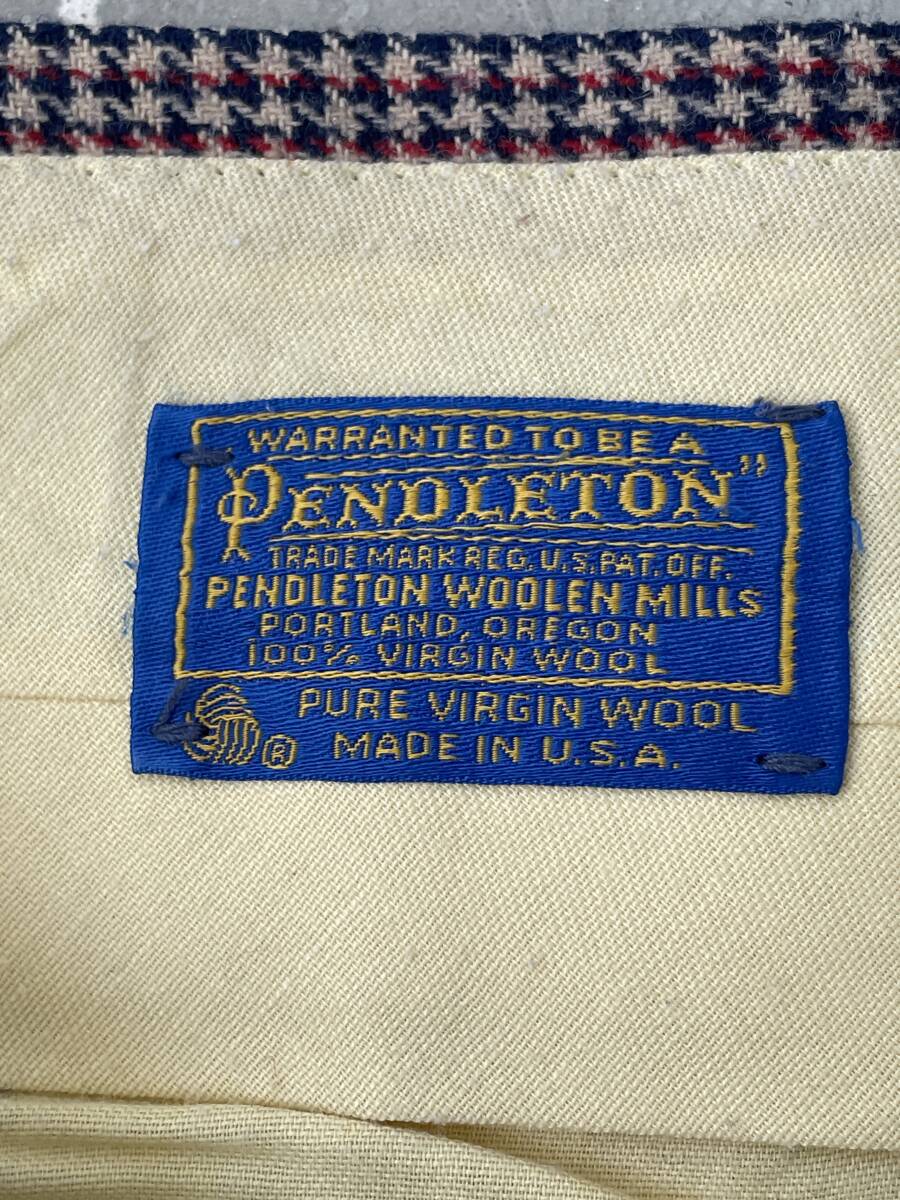 WARRANTED TO BE A
PENDLETON"
TRADE MARK REG. U.S. PAT. OFF.
PENDLETON WOOLEN MILLS
PORTLAND, OREGON
100% VIRGIN WOOL
PURE VIRGIN WOOL
® MADE IN U.S.A.